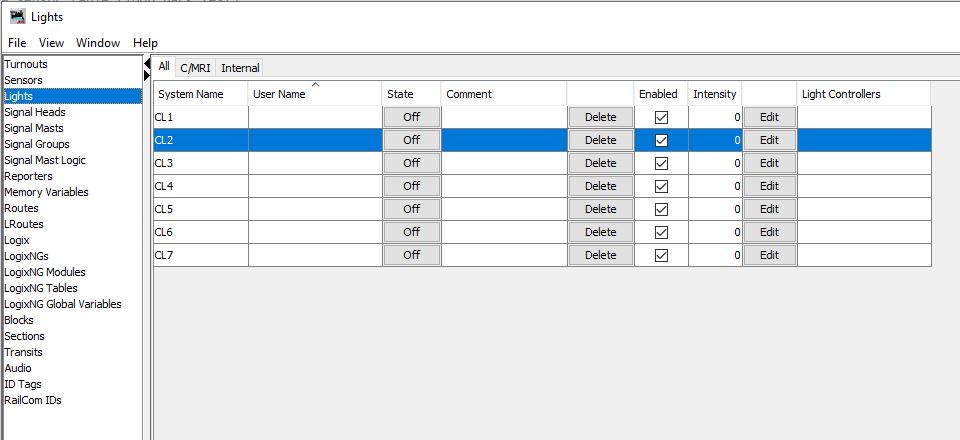 Lights
File View Window Help
Turnouts
Sensors
Lights
Signal Heads
Signal Masts
Signal Groups
Signal Mast Logic
Reporters
Memory Variables
Routes
LRoutes
Logix
LogixNGs
LogixNG Modules
LogixNG Tables
LogixNG Global Variables
Blocks
Sections
Transits
Audio
ID Tags
RailCom IDs
All C/MRI Internal
System Name User Name State Comment Enabled Intensity Light Controllers
CL1 Off Delete 0 Edit
CL2 Off Delete 0 Edit
CL3 Off Delete 0 Edit
CL4 Off Delete 0 Edit
CL5 Off Delete 0 Edit
CL6 Off Delete 0 Edit
CL7 Off Delete 0 Edit